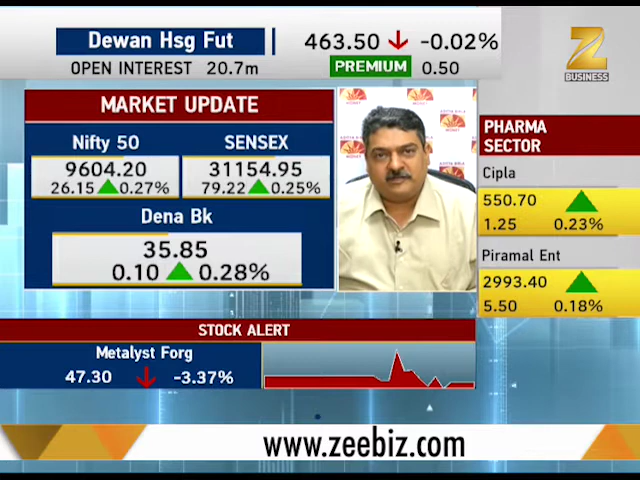 Dewan Hsg Fut
463.50 -0.02%
OPEN INTEREST 20.7m
PREMIUM 0.50
Z
BUSINESS
MARKET UPDATE
Nifty 50
9604.20
26.15 0.27%
SENSEX
31154.95
79.22 0.25%
Dena Bk
35.85
0.10 0.28%
PHARMA
SECTOR
Cipla
550.70
1.25 0.23%
Piramal Ent
2993.40
5.50 0.18%
STOCK ALERT
Metalyst Forg
47.30 -3.37%
www.zeebiz.com